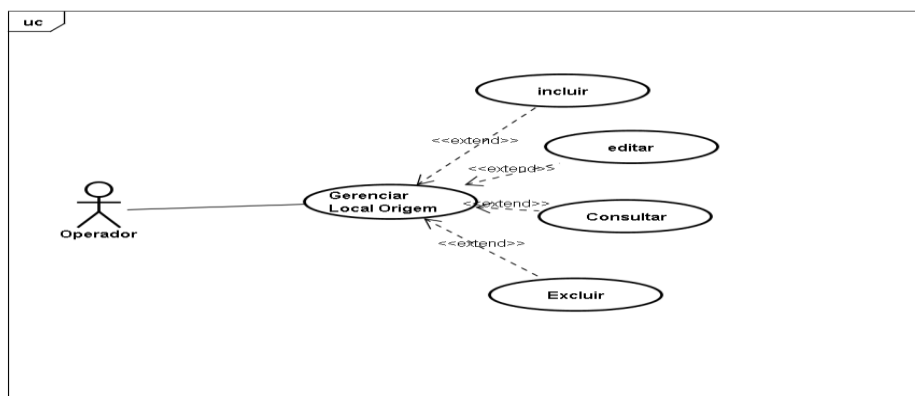 uc
incluir
<<extend>>
editar
<<extend>>
Gerenciar
Local Origem
<<extend>>
Consultar
Operador
<<extend>>
Excluir